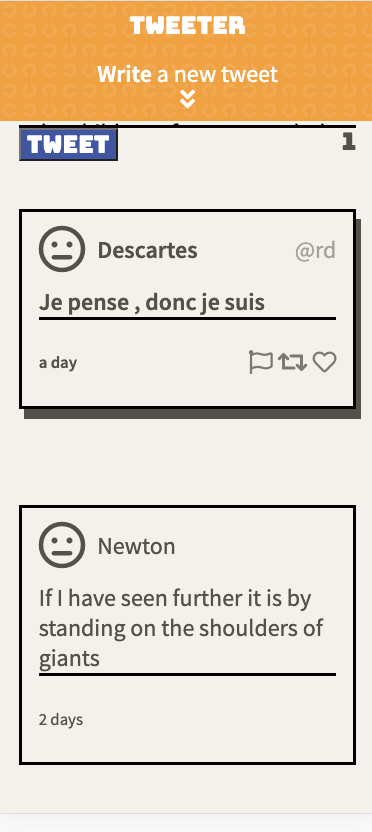 TWEETER
Write a new tweet
TWEET 1
Descartes @rd
Je pense , donc je suis
a day
Newton
If I have seen further it is by
standing on the shoulders of
giants
2 days